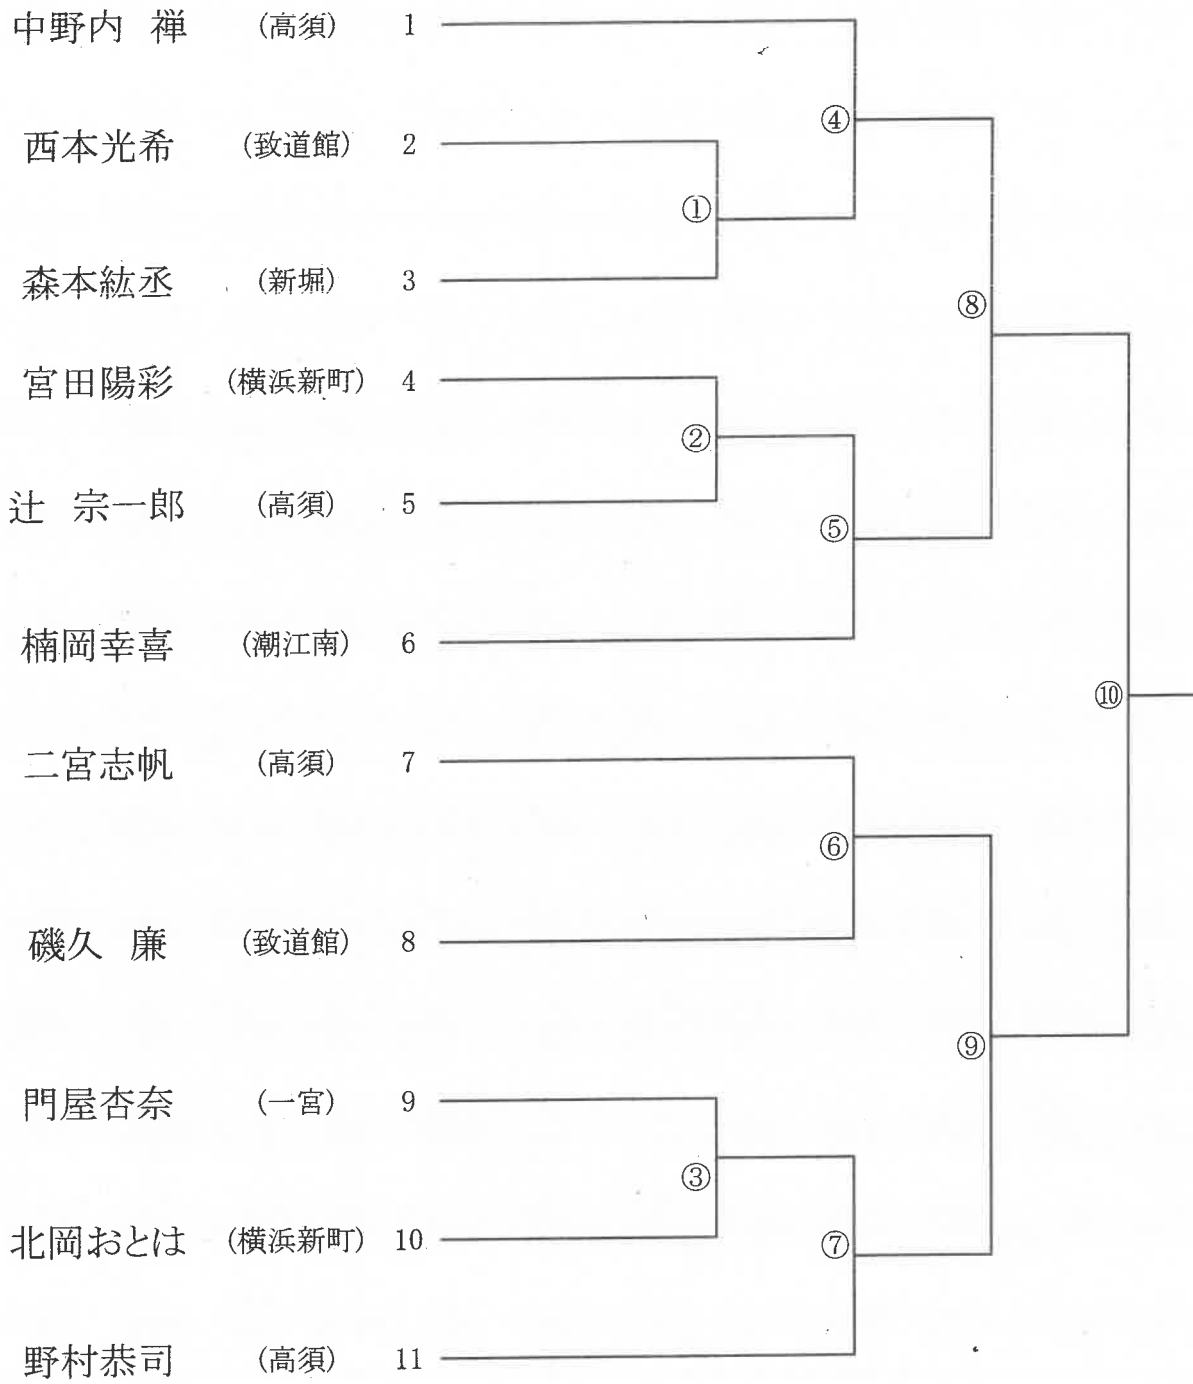 中野内 禅 (高須) 1
④
西本光希 (致道館) 2
①
森本紘丞 (新堀) 3
⑧
宮田陽彩 (横浜新町) 4
②
辻 宗一郎 (高須) 5
⑤
楠岡幸喜 (潮江南) 6
⑩
二宮志帆 (高須) 7
⑥
磯久 廉 (致道館) 8
⑨
門屋杏奈 (一宮) 9
③
北岡おとは (横浜新町) 10
⑦
野村恭司 (高須) 11